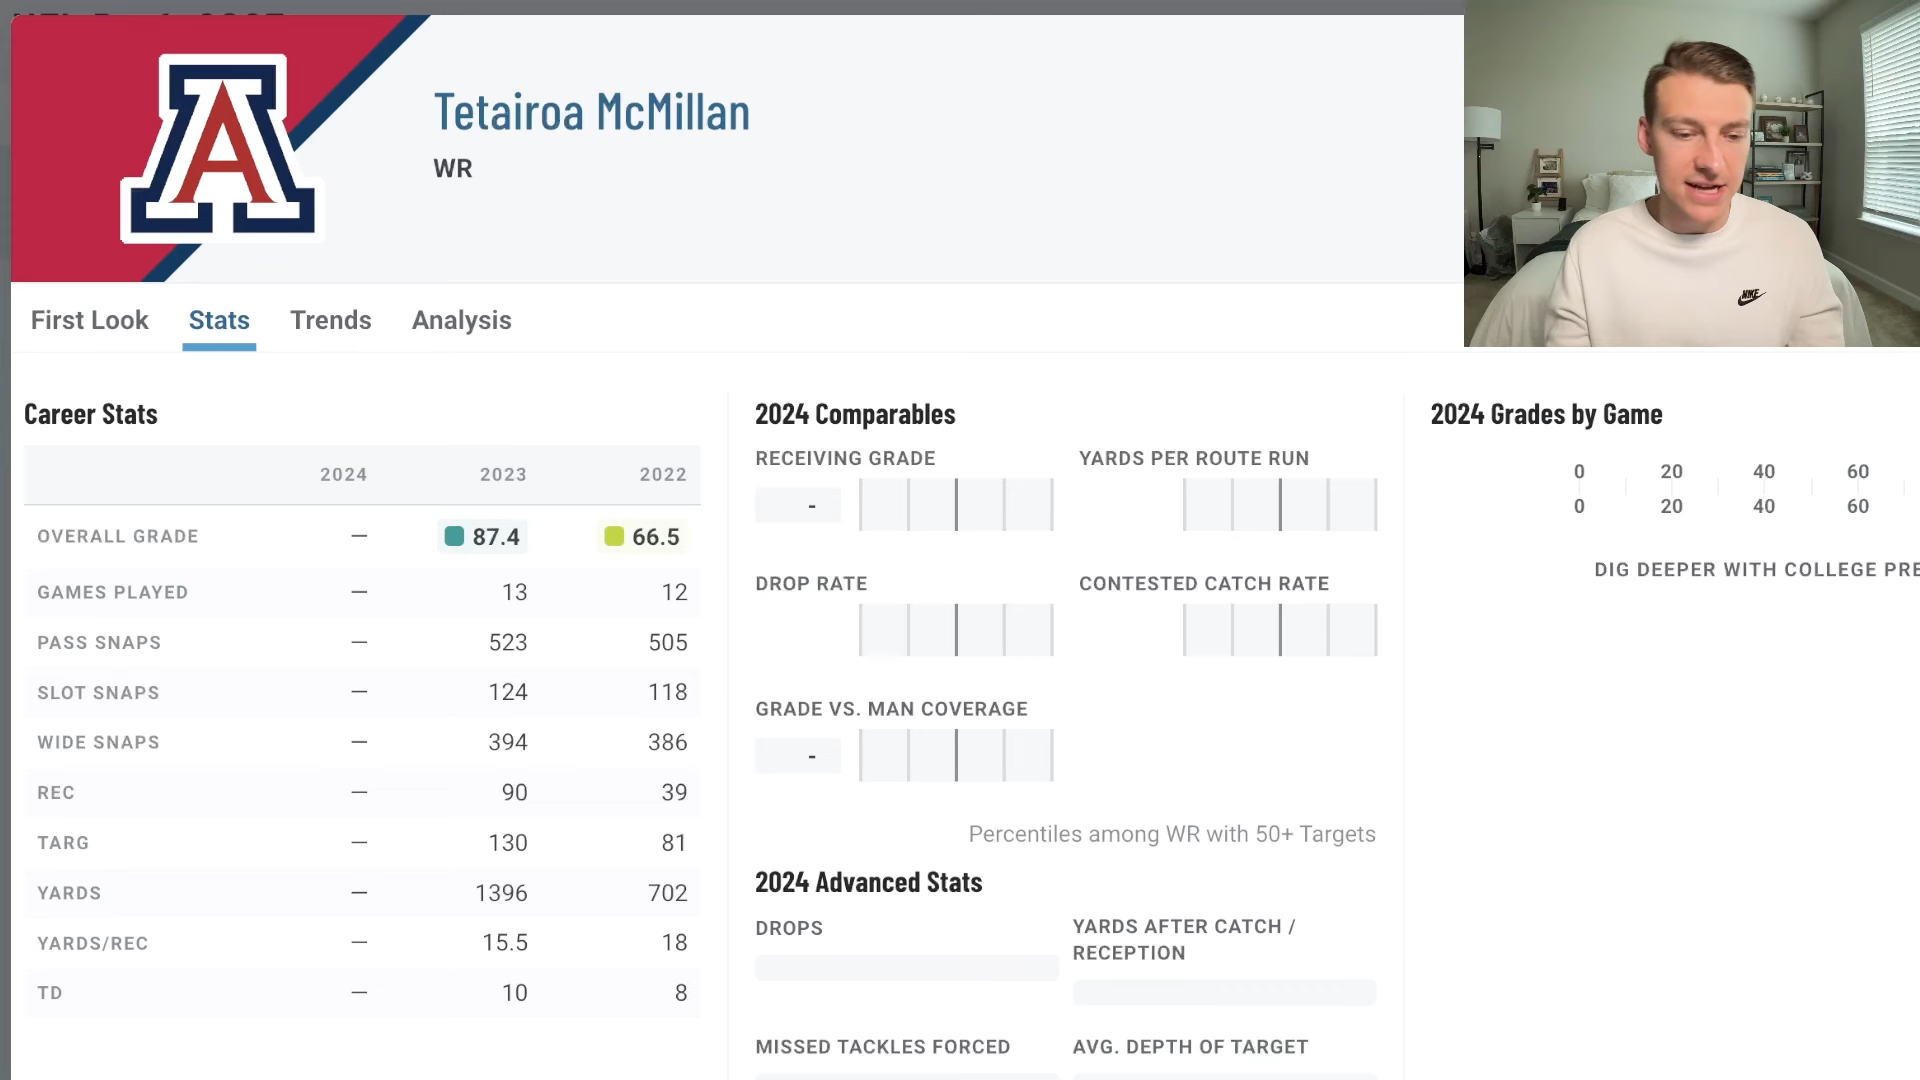 A
Tetairoa McMillan
WR
NIKE
First Look Stats Trends Analysis
Career Stats
2024 2023 2022
OVERALL GRADE — 87.4 66.5
GAMES PLAYED — 13 12
PASS SNAPS — 523 505
SLOT SNAPS — 124 118
WIDE SNAPS — 394 386
REC — 90 39
TARG — 130 81
YARDS — 1396 702
YARDS/REC — 15.5 18
TD — 10 8
2024 Comparables
RECEIVING GRADE YARDS PER ROUTE RUN
-
DROP RATE CONTESTED CATCH RATE
GRADE VS. MAN COVERAGE
-
Percentiles among WR with 50+ Targets
2024 Advanced Stats
DROPS YARDS AFTER CATCH /
RECEPTION
MISSED TACKLES FORCED AVG. DEPTH OF TARGET
2024 Grades by Game
0 20 40 60
0 20 40 60
DIG DEEPER WITH COLLEGE PRE